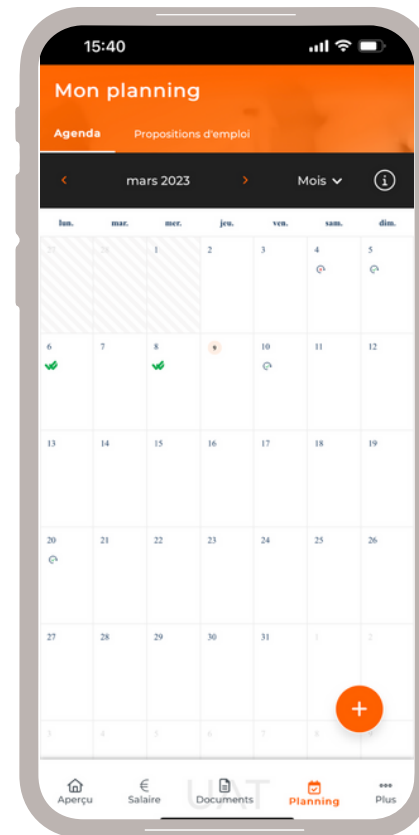 15:40
Mon planning
Agenda Propositions d'emploi
mars 2023 Mois
lun. mar. mer. jeu. ven. sam. dim.
27 28 1 2 3 4 5
6 7 8 9 10 11 12
13 14 15 16 17 18 19
20 21 22 23 24 25 26
27 28 29 30 31 1 2
3 4 5 6 7 8 9
+
UAT
Aperçu Salaire Documents Planning Plus